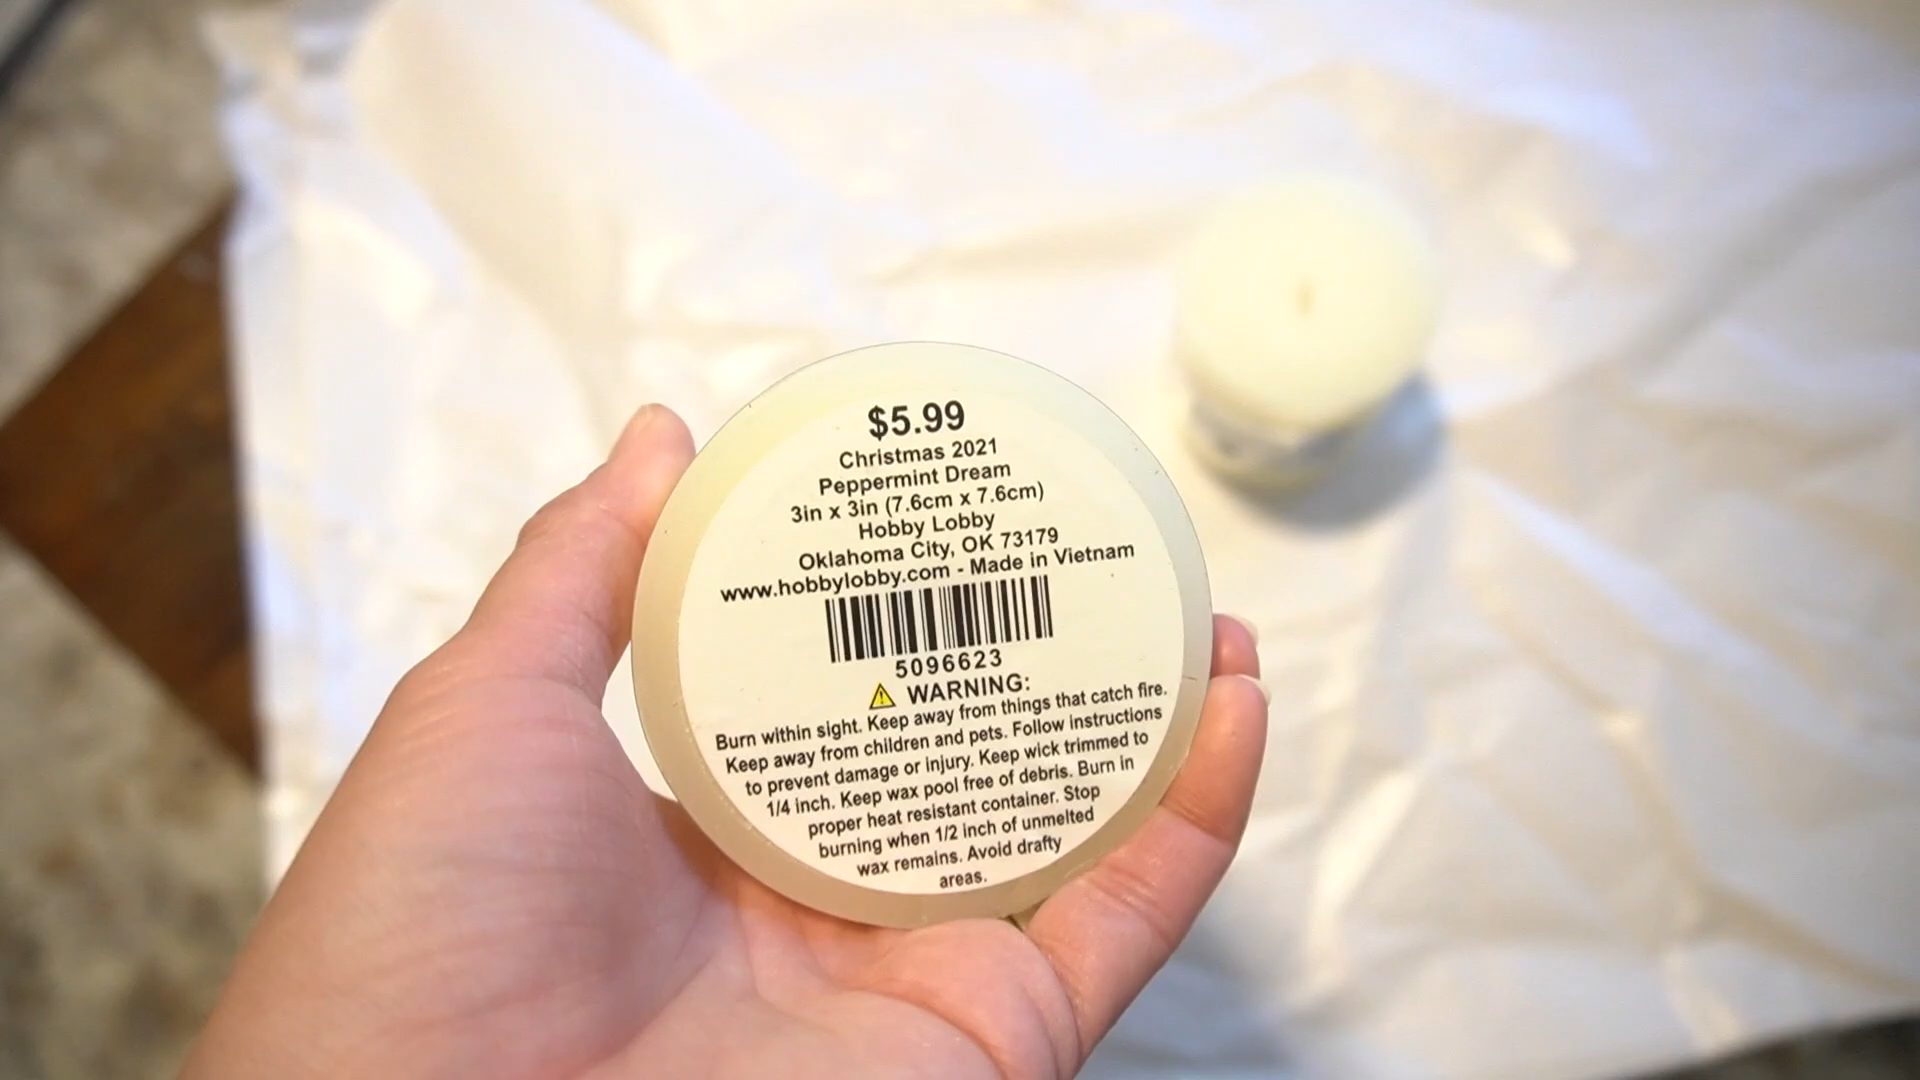 $5.99
Christmas 2021
Peppermint Dream
3in x 3in (7.6cm x 7.6cm)
Hobby Lobby
Oklahoma City, OK 73179
www.hobbylobby.com - Made in Vietnam
5096623
WARNING:
Burn within sight. Keep away from things that catch fire.
Keep away from children and pets. Follow instructions
to prevent damage or injury. Keep wick trimmed to
1/4 inch. Keep wax pool free of debris. Burn in
proper heat resistant container. Stop
burning when 1/2 inch of unmelted
wax remains. Avoid drafty
areas.